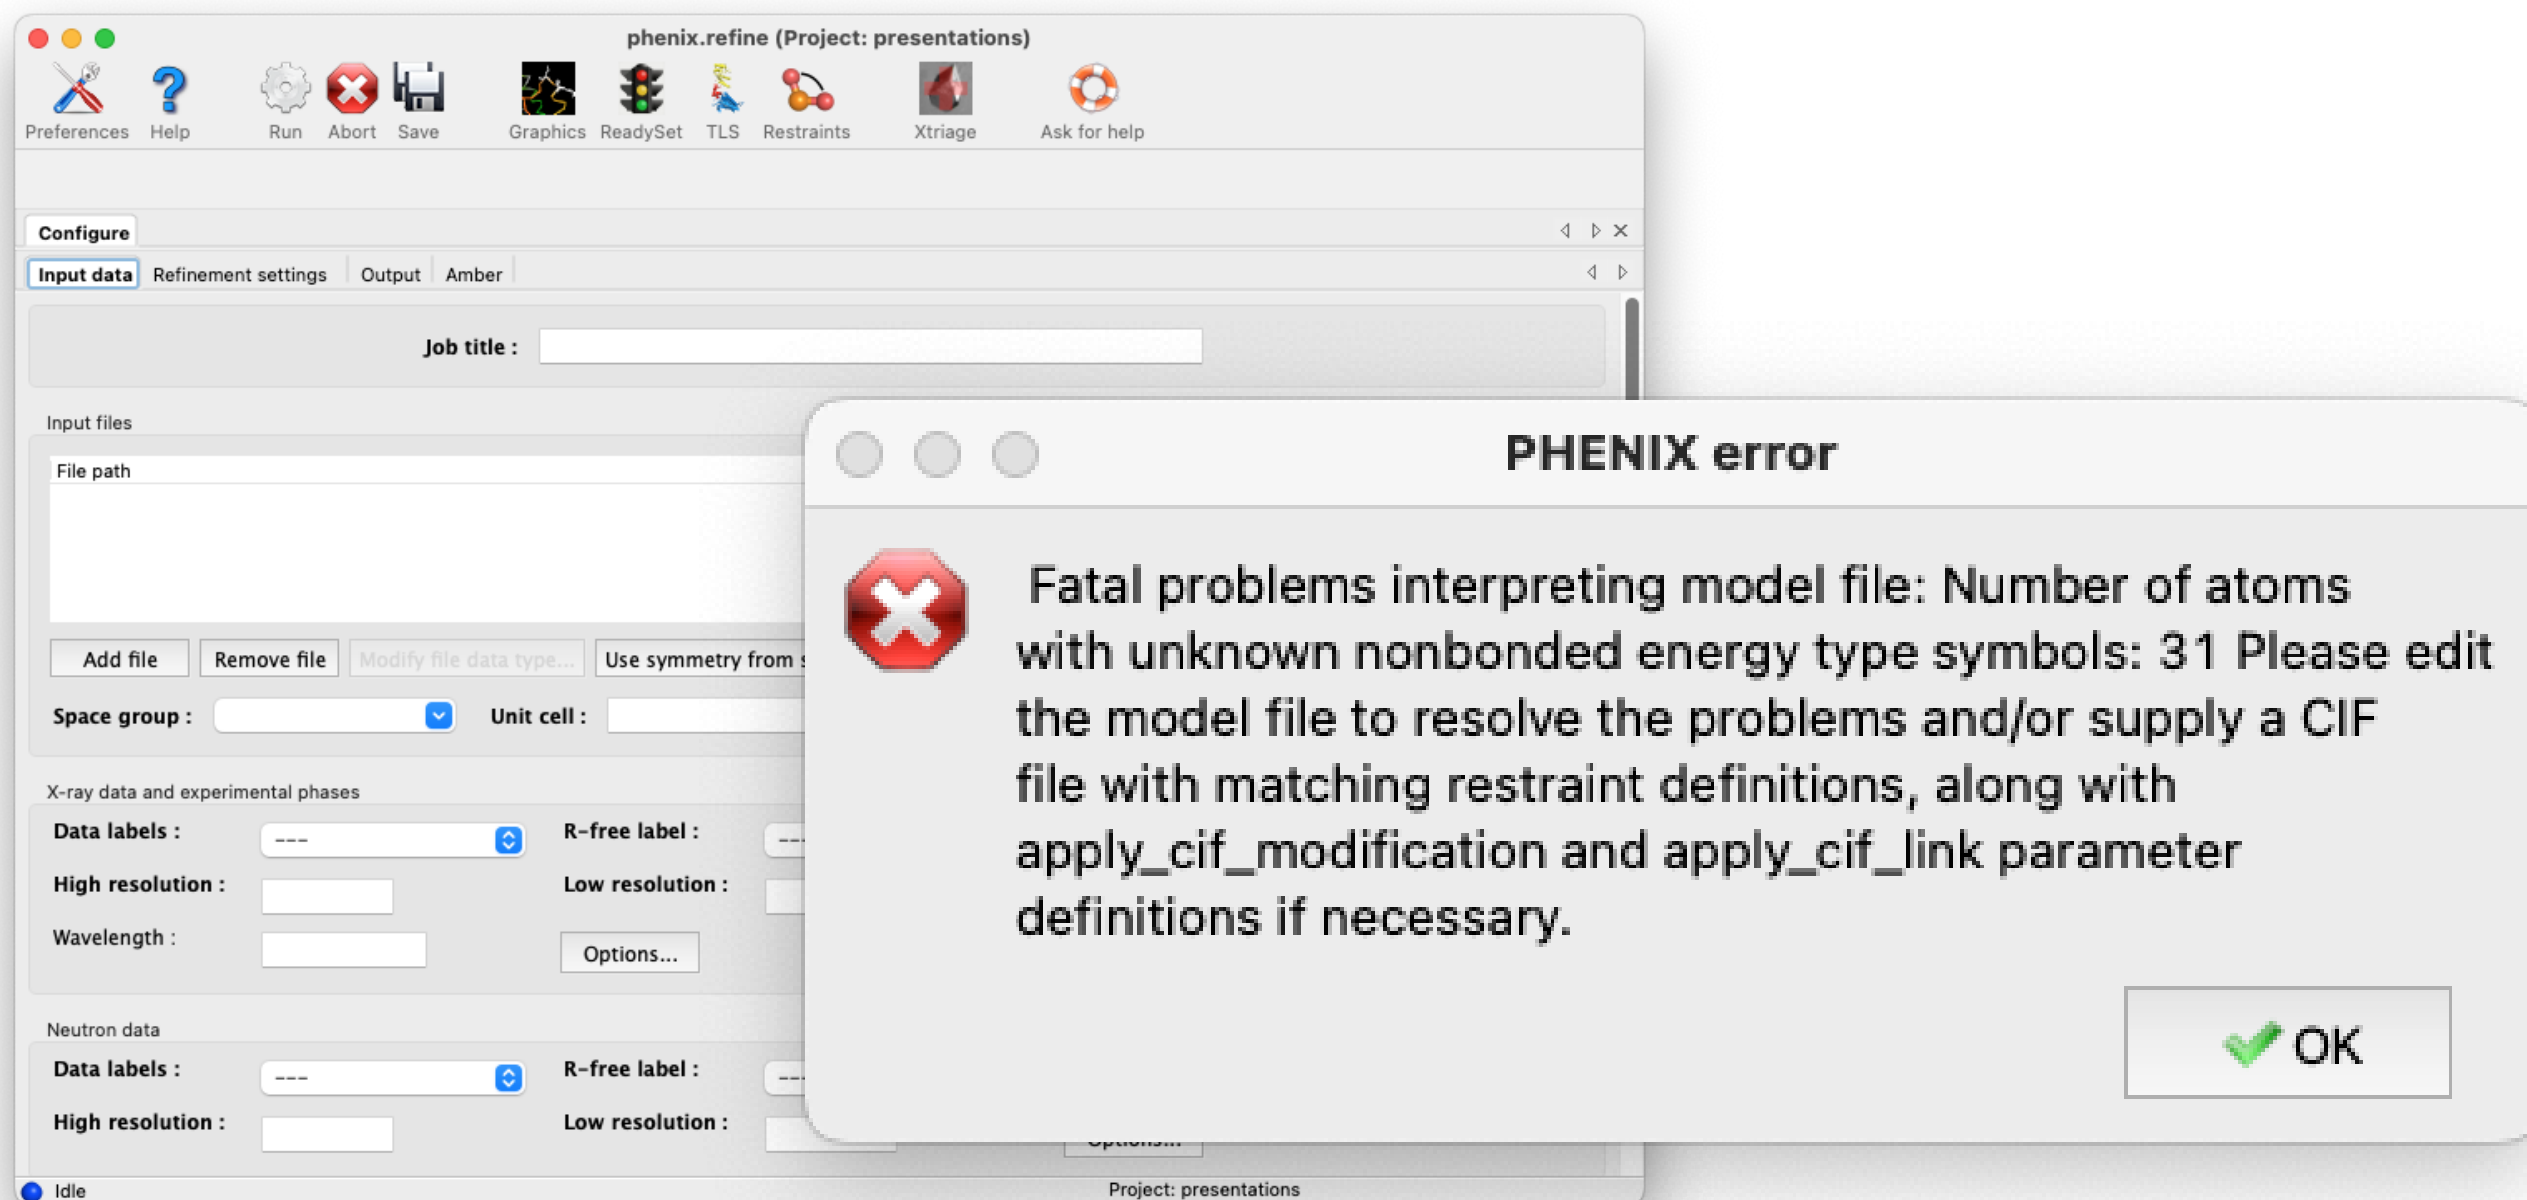 phenix.refine (Project: presentations)
Preferences Help Run Abort Save Graphics ReadySet TLS Restraints Xtriage Ask for help
Configure
Input data Refinement settings Output Amber
Job title :
Input files
File path
Add file Remove file Modify file data type... Use symmetry from
Space group : Unit cell :
X-ray data and experimental phases
Data labels : --- R-free label : ---
High resolution : Low resolution :
Wavelength : Options...
Neutron data
Data labels : --- R-free label : ---
High resolution : Low resolution :
Options...
Idle Project: presentations
PHENIX error
Fatal problems interpreting model file: Number of atoms
with unknown nonbonded energy type symbols: 31 Please edit
the model file to resolve the problems and/or supply a CIF
file with matching restraint definitions, along with
apply_cif_modification and apply_cif_link parameter
definitions if necessary.
OK